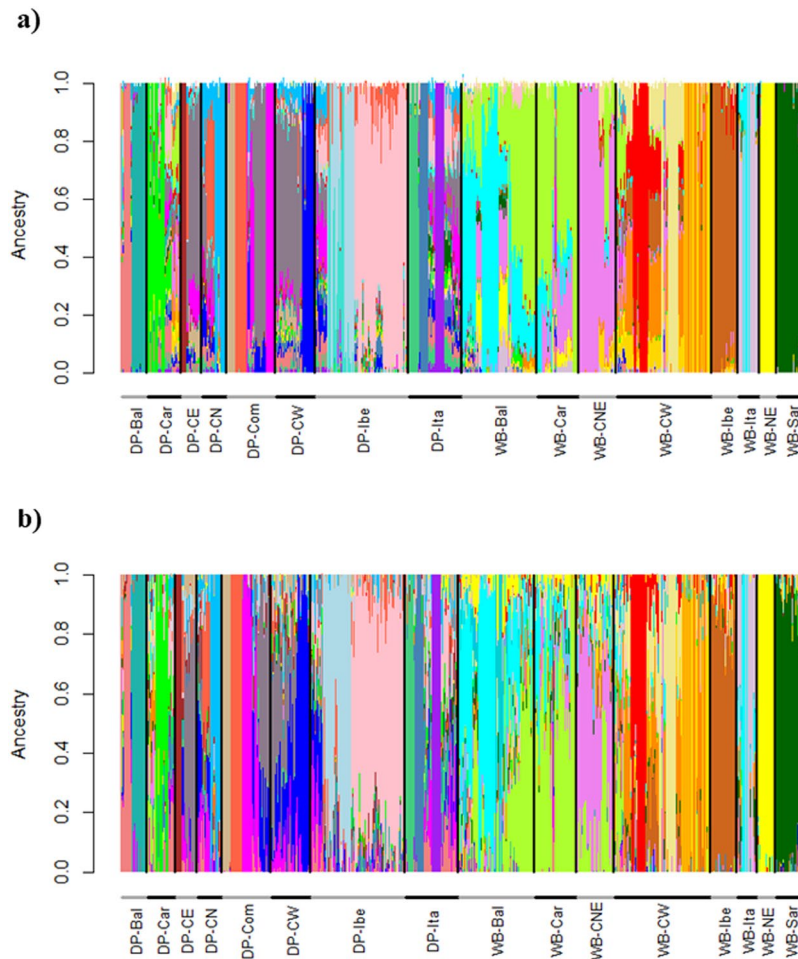 a)
Ancestry
1.0
0.8
0.6
0.4
0.2
0.0
DP-Bal
DP-Car
DP-CE
DP-CN
DP-Com
DP-CW
DP-Ibe
DP-Ita
WB-Bal
WB-Car
WB-CNE
WB-CW
WB-Ibe
WB-Ita
WB-NE
WB-Sar
b)
Ancestry
1.0
0.8
0.6
0.4
0.2
0.0
DP-Bal
DP-Car
DP-CE
DP-CN
DP-Com
DP-CW
DP-Ibe
DP-Ita
WB-Bal
WB-Car
WB-CNE
WB-CW
WB-Ibe
WB-Ita
WB-NE
WB-Sar